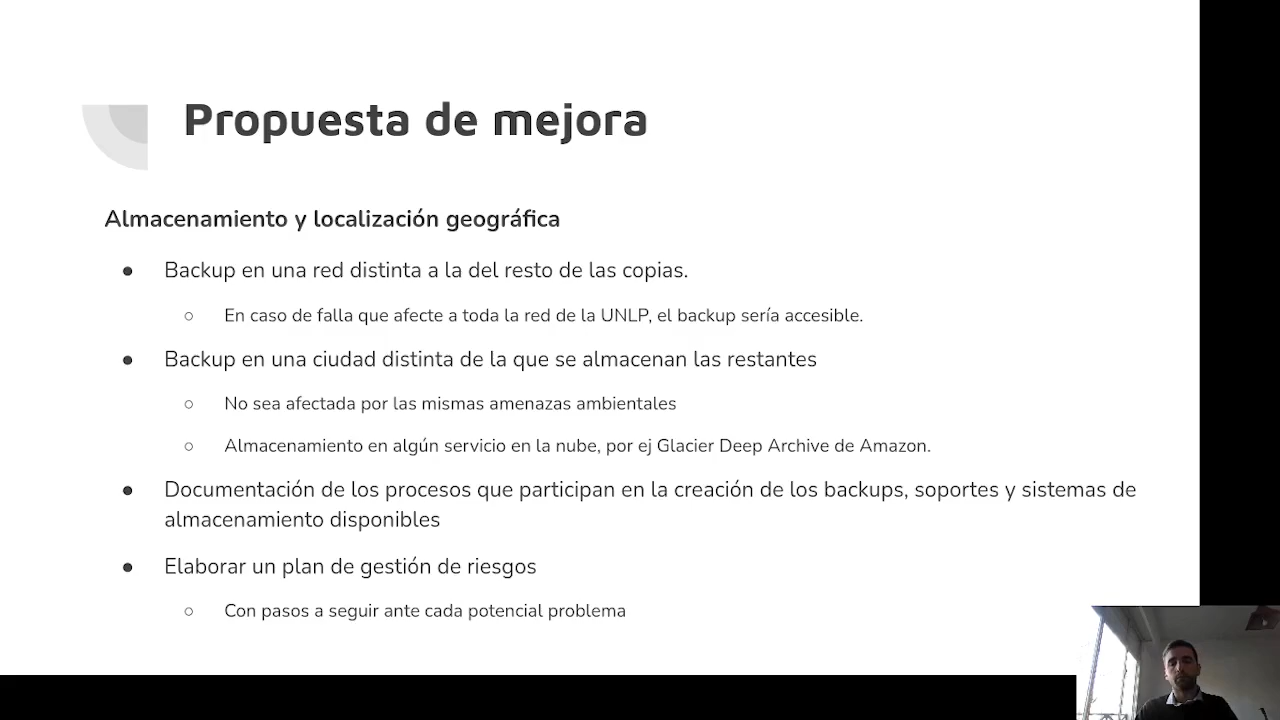 Propuesta de mejora
Almacenamiento y localización geográfica
● Backup en una red distinta a la del resto de las copias.
○ En caso de falla que afecte a toda la red de la UNLP, el backup sería accesible.
● Backup en una ciudad distinta de la que se almacenan las restantes
○ No sea afectada por las mismas amenazas ambientales
○ Almacenamiento en algún servicio en la nube, por ej Glacier Deep Archive de Amazon.
● Documentación de los procesos que participan en la creación de los backups, soportes y sistemas de
almacenamiento disponibles
● Elaborar un plan de gestión de riesgos
○ Con pasos a seguir ante cada potencial problema